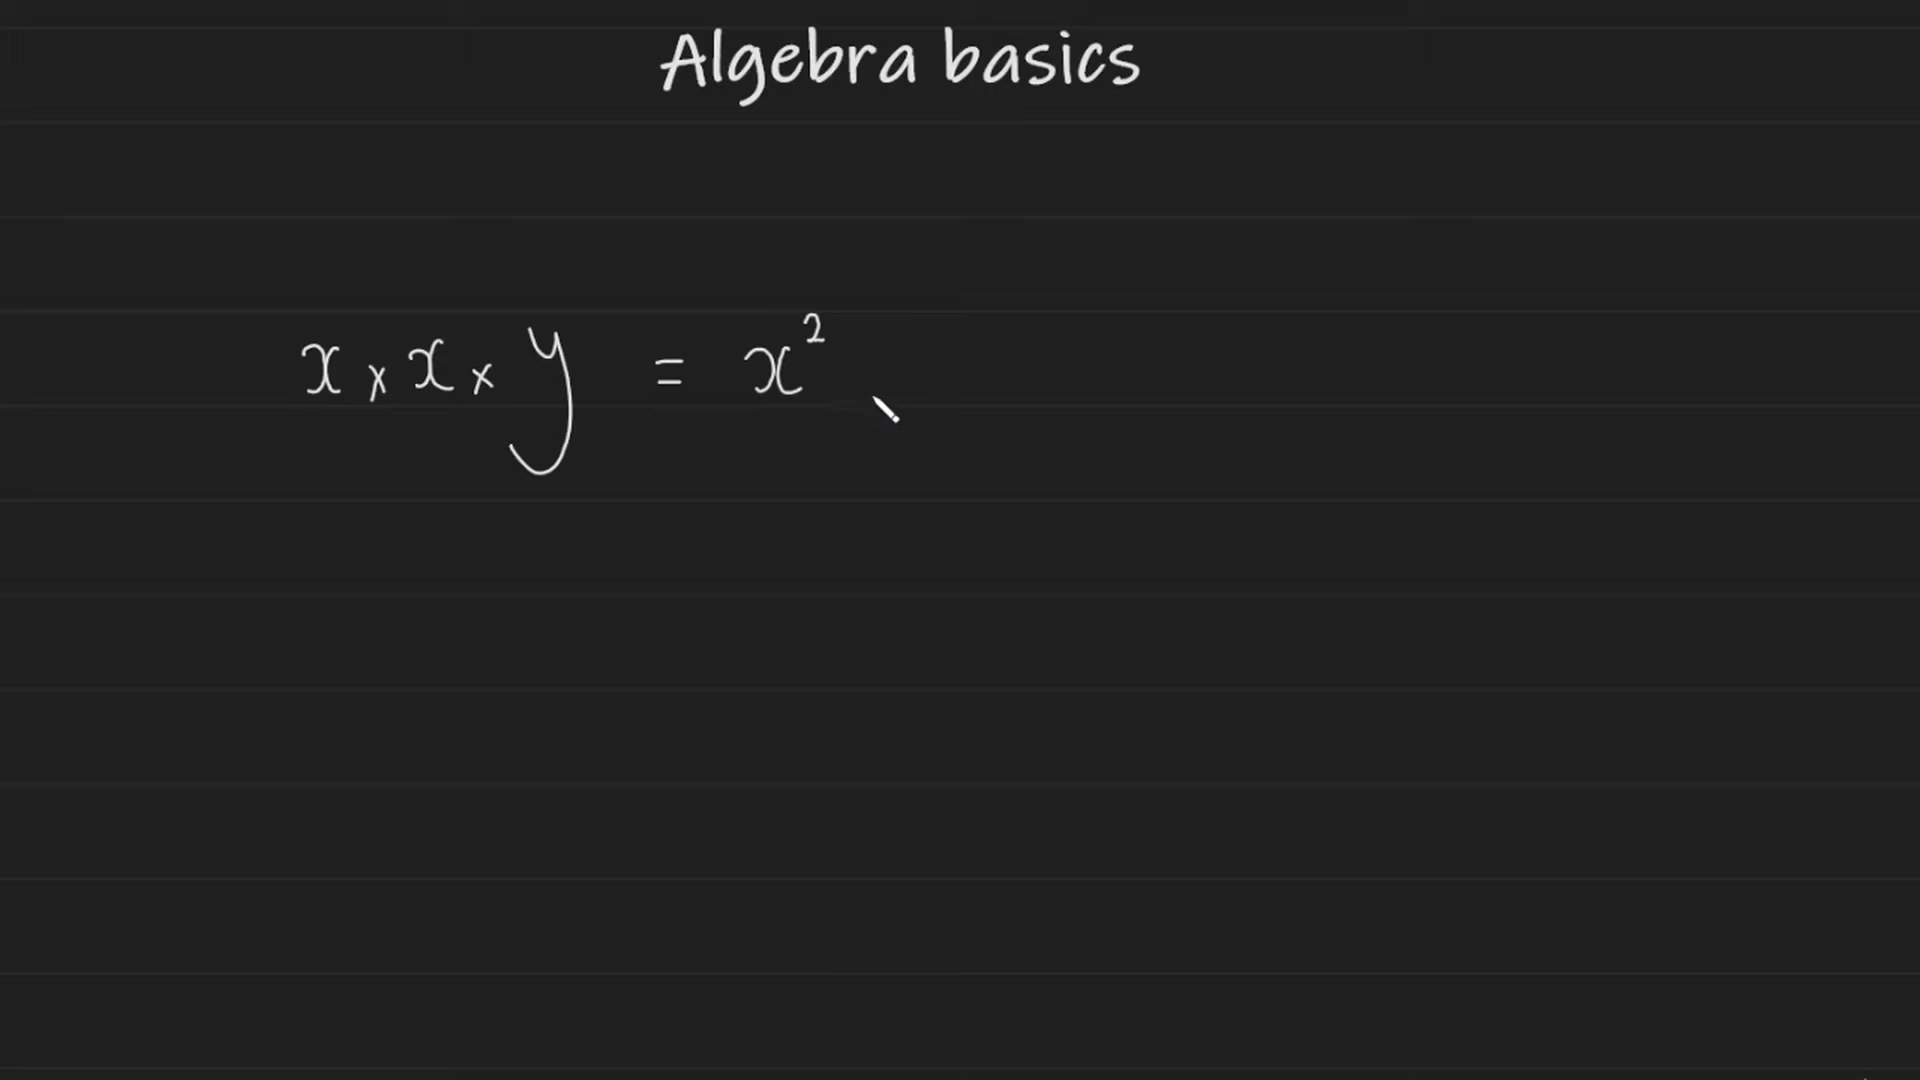 Algebra basics
x × x × y = x²